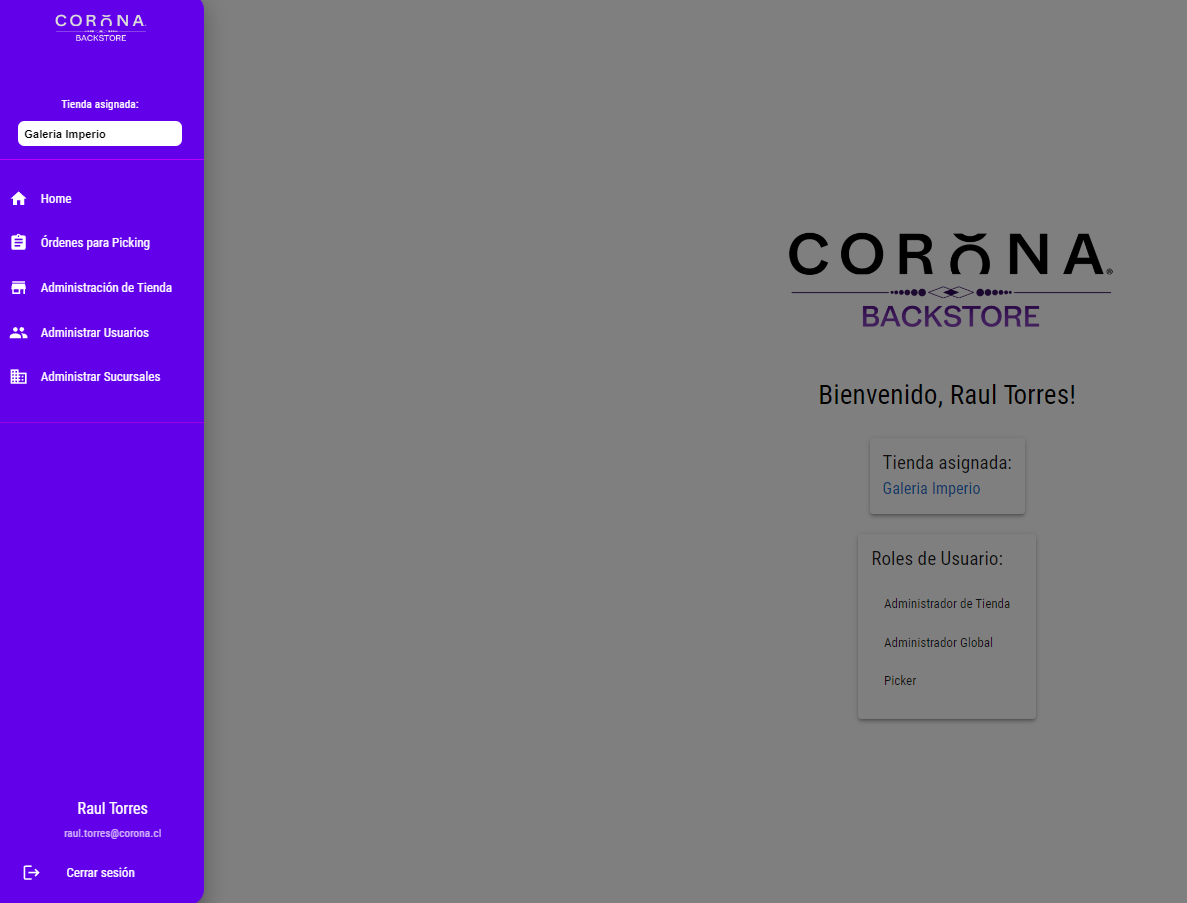 CORONA
BACKSTORE
Tienda asignada:
Galeria Imperio
Home
Órdenes para Picking
Administración de Tienda
Administrar Usuarios
Administrar Sucursales
Raul Torres
raul.torres@corona.cl
Cerrar sesión
CORONA®
BACKSTORE
Bienvenido, Raul Torres!
Tienda asignada:
Galeria Imperio
Roles de Usuario:
Administrador de Tienda
Administrador Global
Picker